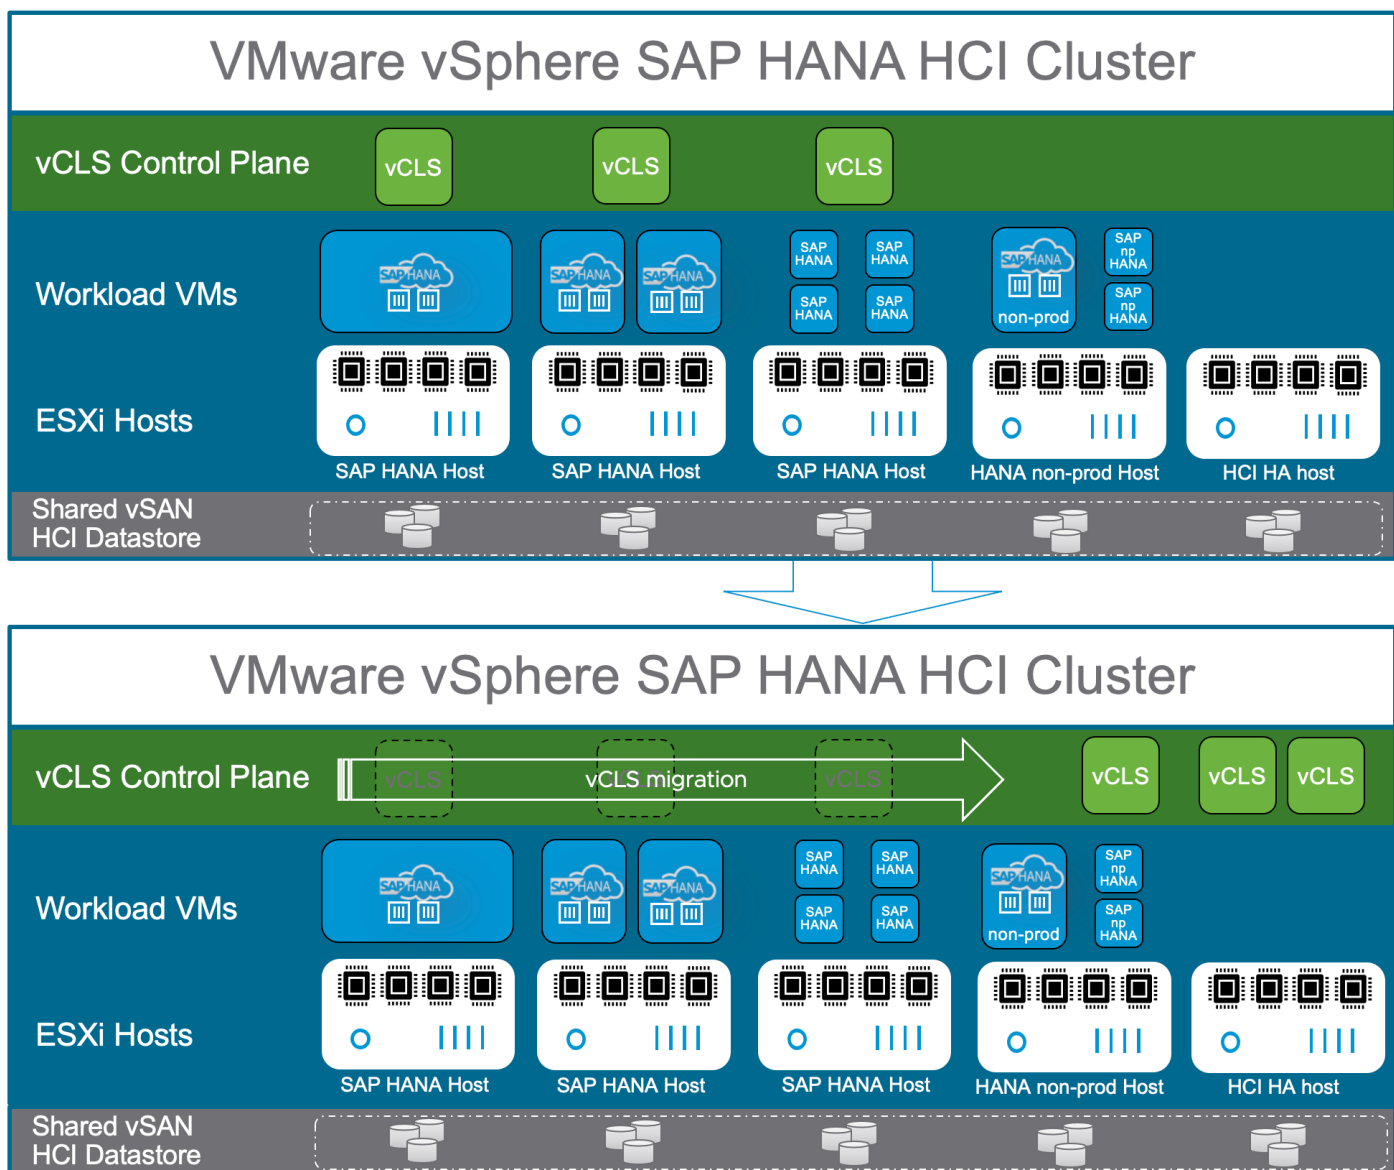 VMware vSphere SAP HANA HCI Cluster
vCLS Control Plane
vCLS
vCLS
vCLS
Workload VMs
SAP HANA
SAP HANA
SAP HANA
SAP
HANA
SAP
HANA
SAP
HANA
SAP
HANA
SAP HANA
non-prod
SAP
np
HANA
SAP
np
HANA
ESXi Hosts
SAP HANA Host
SAP HANA Host
SAP HANA Host
HANA non-prod Host
HCI HA host
Shared vSAN
HCI Datastore
VMware vSphere SAP HANA HCI Cluster
vCLS Control Plane
vCLS
vCLS migration
vCLS
vCLS
vCLS
vCLS
Workload VMs
SAP HANA
SAP HANA
SAP HANA
SAP
HANA
SAP
HANA
SAP
HANA
SAP
HANA
SAP HANA
non-prod
SAP
np
HANA
SAP
np
HANA
ESXi Hosts
SAP HANA Host
SAP HANA Host
SAP HANA Host
HANA non-prod Host
HCI HA host
Shared vSAN
HCI Datastore